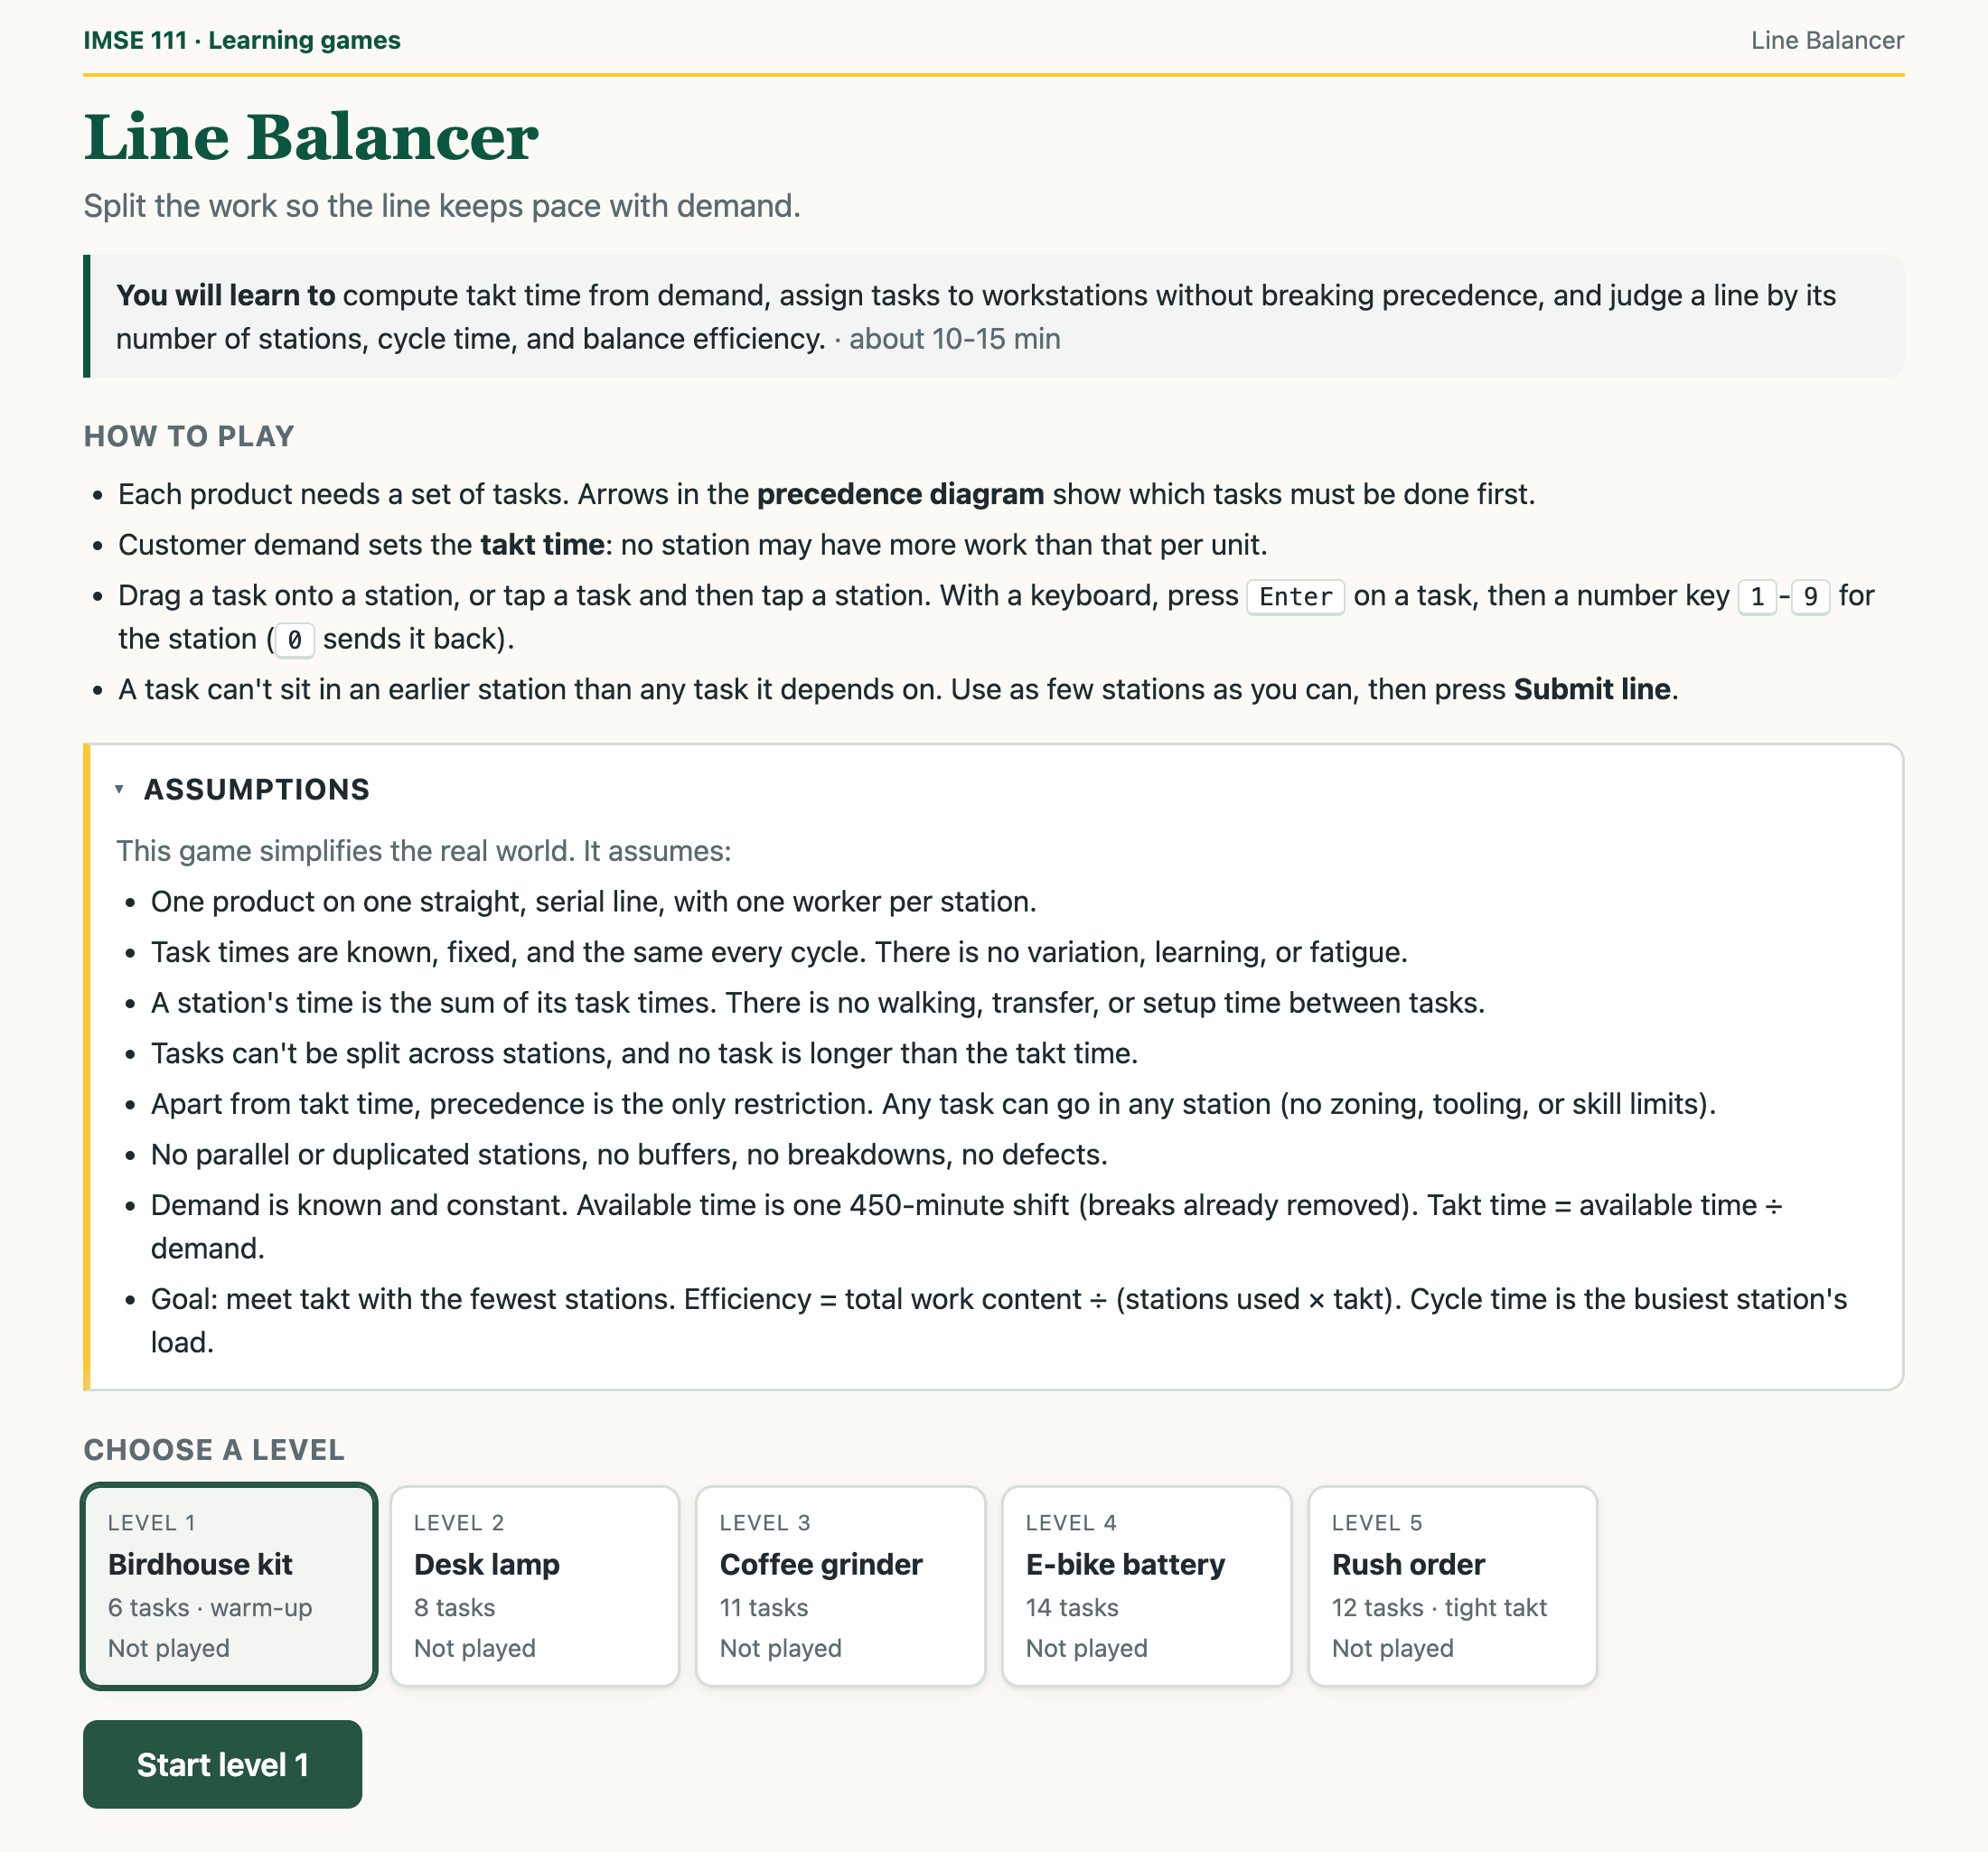 IMSE 111 · Learning games
Line Balancer
Line Balancer
Split the work so the line keeps pace with demand.
You will learn to compute takt time from demand, assign tasks to workstations without breaking precedence, and judge a line by its
number of stations, cycle time, and balance efficiency. · about 10-15 min
HOW TO PLAY
• Each product needs a set of tasks. Arrows in the precedence diagram show which tasks must be done first.
• Customer demand sets the takt time: no station may have more work than that per unit.
• Drag a task onto a station, or tap a task and then tap a station. With a keyboard, press Enter on a task, then a number key 1-9 for
the station (0 sends it back).
• A task can't sit in an earlier station than any task it depends on. Use as few stations as you can, then press Submit line.
▾ ASSUMPTIONS
This game simplifies the real world. It assumes:
• One product on one straight, serial line, with one worker per station.
• Task times are known, fixed, and the same every cycle. There is no variation, learning, or fatigue.
• A station's time is the sum of its task times. There is no walking, transfer, or setup time between tasks.
• Tasks can't be split across stations, and no task is longer than the takt time.
• Apart from takt time, precedence is the only restriction. Any task can go in any station (no zoning, tooling, or skill limits).
• No parallel or duplicated stations, no buffers, no breakdowns, no defects.
• Demand is known and constant. Available time is one 450-minute shift (breaks already removed). Takt time = available time ÷
demand.
• Goal: meet takt with the fewest stations. Efficiency = total work content ÷ (stations used × takt). Cycle time is the busiest station's
load.
CHOOSE A LEVEL
LEVEL 1
Birdhouse kit
6 tasks · warm-up
Not played
LEVEL 2
Desk lamp
8 tasks
Not played
LEVEL 3
Coffee grinder
11 tasks
Not played
LEVEL 4
E-bike battery
14 tasks
Not played
LEVEL 5
Rush order
12 tasks · tight takt
Not played
Start level 1